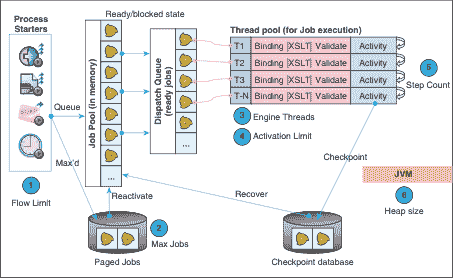 Process
Starters
Ready/blocked state
Thread pool (for Job execution)
Job Pool (in memory)
Dispatch Queue
(ready jobs)
T1 Binding [XSLT] Validate Activity
T2 Binding [XSLT] Validate Activity
T3 Binding [XSLT] Validate Activity
T-N Binding [XSLT] Validate Activity
5
Step Count
3 Engine Threads
4 Activation Limit
Queue
Max'd
...
...
1
Flow Limit
Reactivate
Recover
Checkpoint
JVM
6
Heap size
2
Max Jobs
Paged Jobs
Checkpoint database